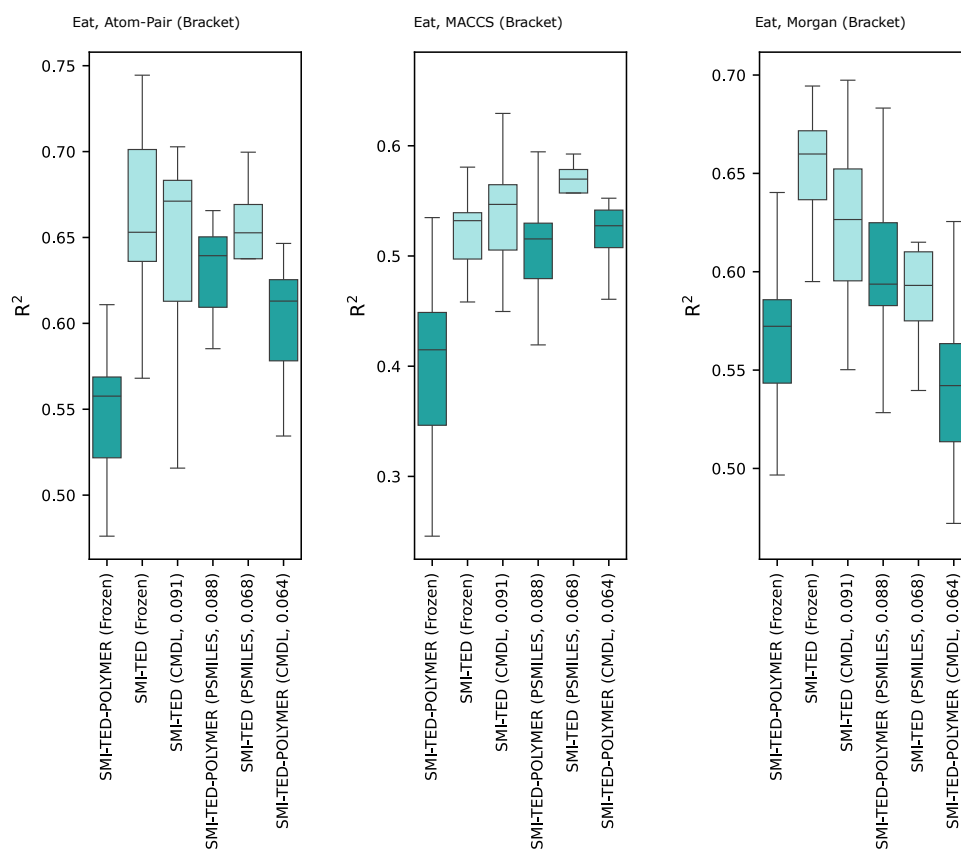 Eat, Atom-Pair (Bracket)
R²
0.75
0.70
0.65
0.60
0.55
0.50
SMI-TED-POLYMER (Frozen)
SMI-TED (Frozen)
SMI-TED (CMDL, 0.091)
SMI-TED-POLYMER (PSMILES, 0.088)
SMI-TED (PSMILES, 0.068)
SMI-TED-POLYMER (CMDL, 0.064)
Eat, MACCS (Bracket)
R²
0.6
0.5
0.4
0.3
SMI-TED-POLYMER (Frozen)
SMI-TED (Frozen)
SMI-TED (CMDL, 0.091)
SMI-TED-POLYMER (PSMILES, 0.088)
SMI-TED (PSMILES, 0.068)
SMI-TED-POLYMER (CMDL, 0.064)
Eat, Morgan (Bracket)
R²
0.70
0.65
0.60
0.55
0.50
SMI-TED-POLYMER (Frozen)
SMI-TED (Frozen)
SMI-TED (CMDL, 0.091)
SMI-TED-POLYMER (PSMILES, 0.088)
SMI-TED (PSMILES, 0.068)
SMI-TED-POLYMER (CMDL, 0.064)